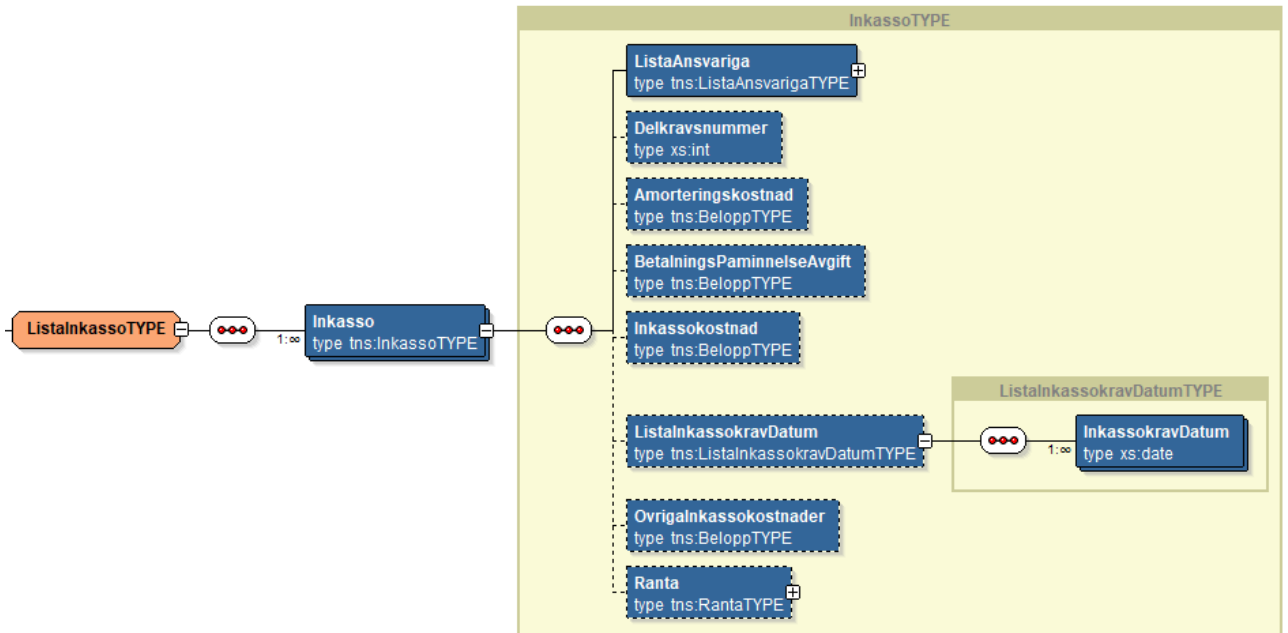 InkassoTYPE
ListaAnsvariga
type tns:ListaAnsvarigaTYPE
Delkravsnummer
type xs:int
Amorteringskostnad
type tns:BeloppTYPE
BetalningsPaminnelseAvgift
type tns:BeloppTYPE
ListaInkassoTYPE
Inkasso
type tns:InkassoTYPE
1:∞
Inkassokostnad
type tns:BeloppTYPE
ListaInkassokravDatumTYPE
ListaInkassokravDatum
type tns:ListaInkassokravDatumTYPE
1:∞
InkassokravDatum
type xs:date
OvrigaInkassokostnader
type tns:BeloppTYPE
Ranta
type tns:RantaTYPE